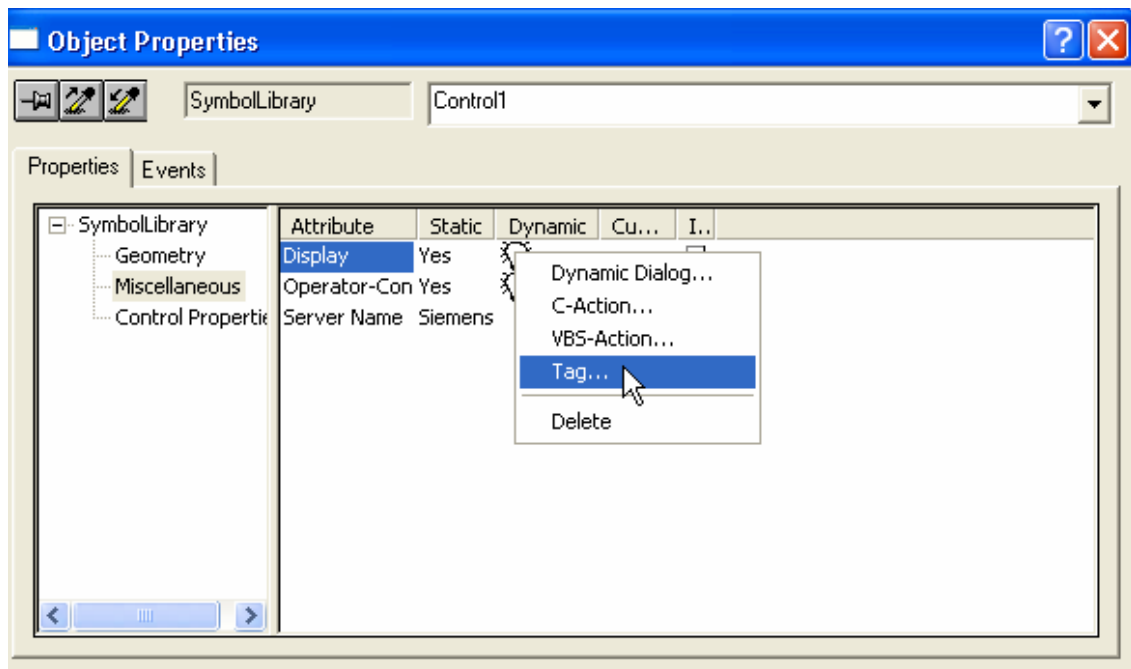 Object Properties
SymbolLibrary Control1
Properties Events
SymbolLibrary
Geometry
Miscellaneous
Control Propertie
Attribute Static Dynamic Cu... I..
Display Yes
Operator-Con Yes
Server Name Siemens
Dynamic Dialog...
C-Action...
VBS-Action...
Tag...
Delete